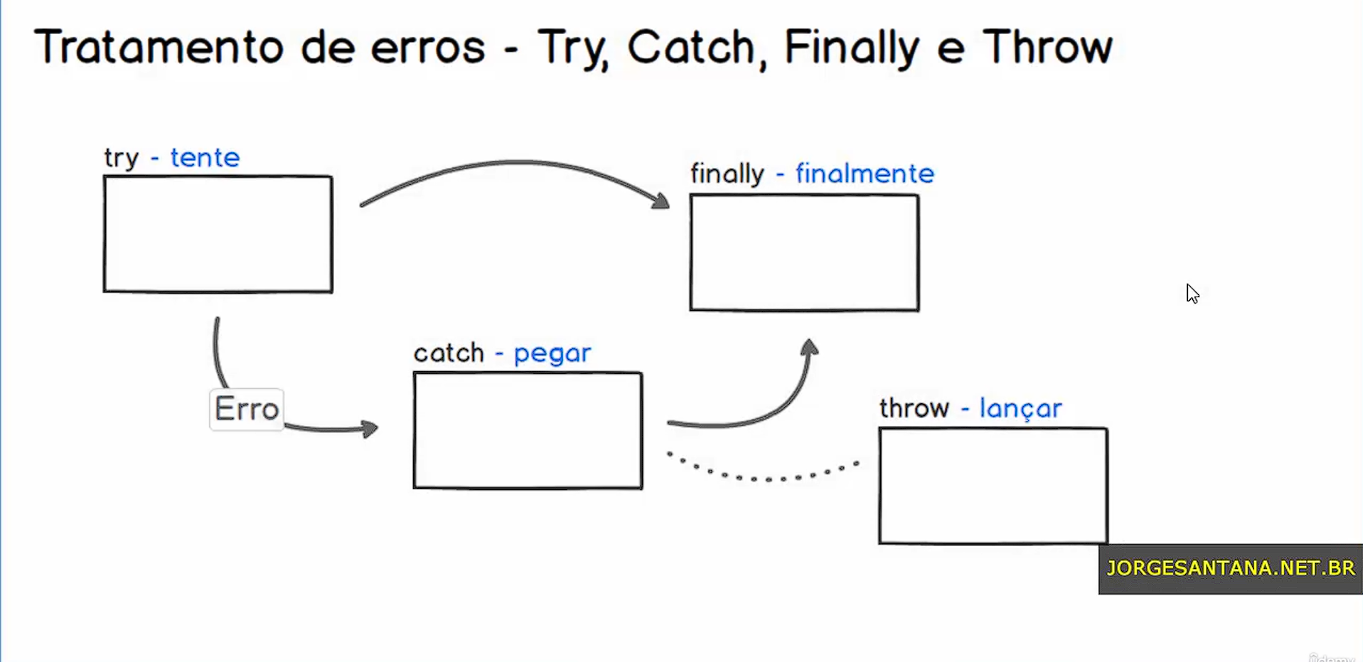 Tratamento de erros - Try, Catch, Finally e Throw
try - tente
finally - finalmente
catch - pegar
Erro
throw - lançar
JORGESANTANA.NET.BR